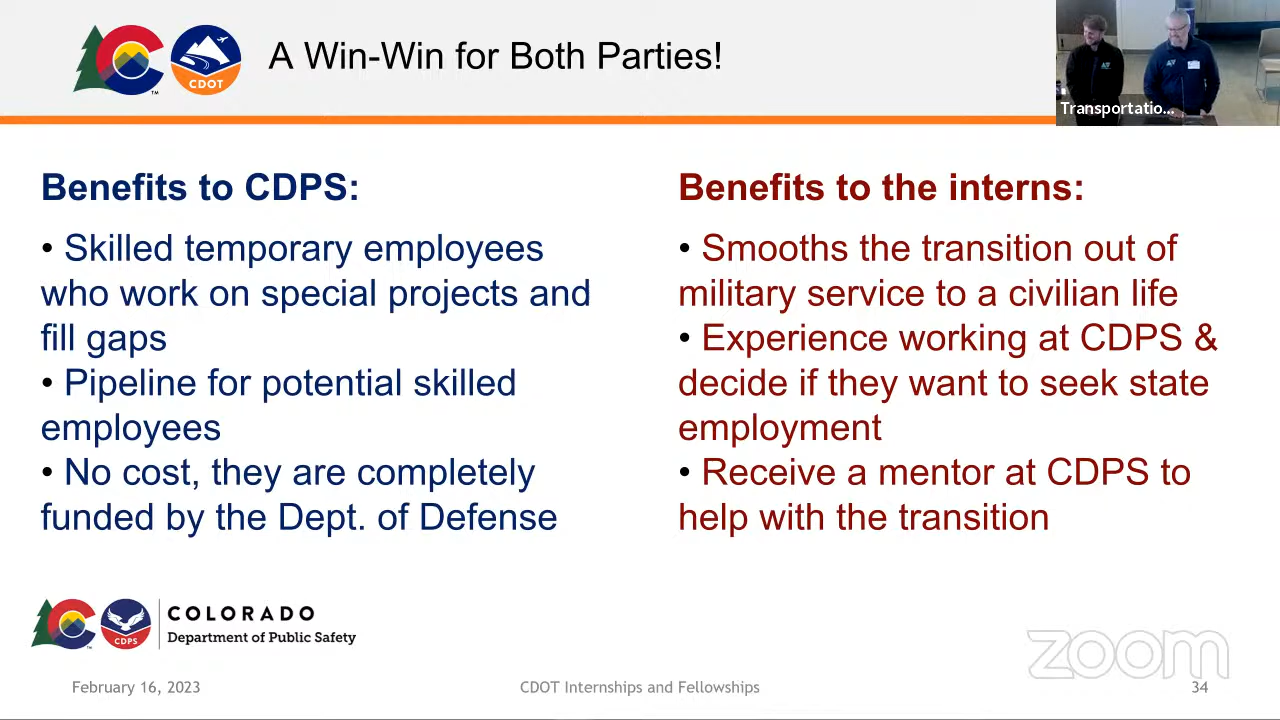 CDOT
A Win-Win for Both Parties!
Transportatio...
Benefits to CDPS:
• Skilled temporary employees
who work on special projects and
fill gaps
• Pipeline for potential skilled
employees
• No cost, they are completely
funded by the Dept. of Defense
Benefits to the interns:
• Smooths the transition out of
military service to a civilian life
• Experience working at CDPS &
decide if they want to seek state
employment
• Receive a mentor at CDPS to
help with the transition
TM
CDPS
COLORADO
Department of Public Safety
zoom
February 16, 2023
CDOT Internships and Fellowships
34